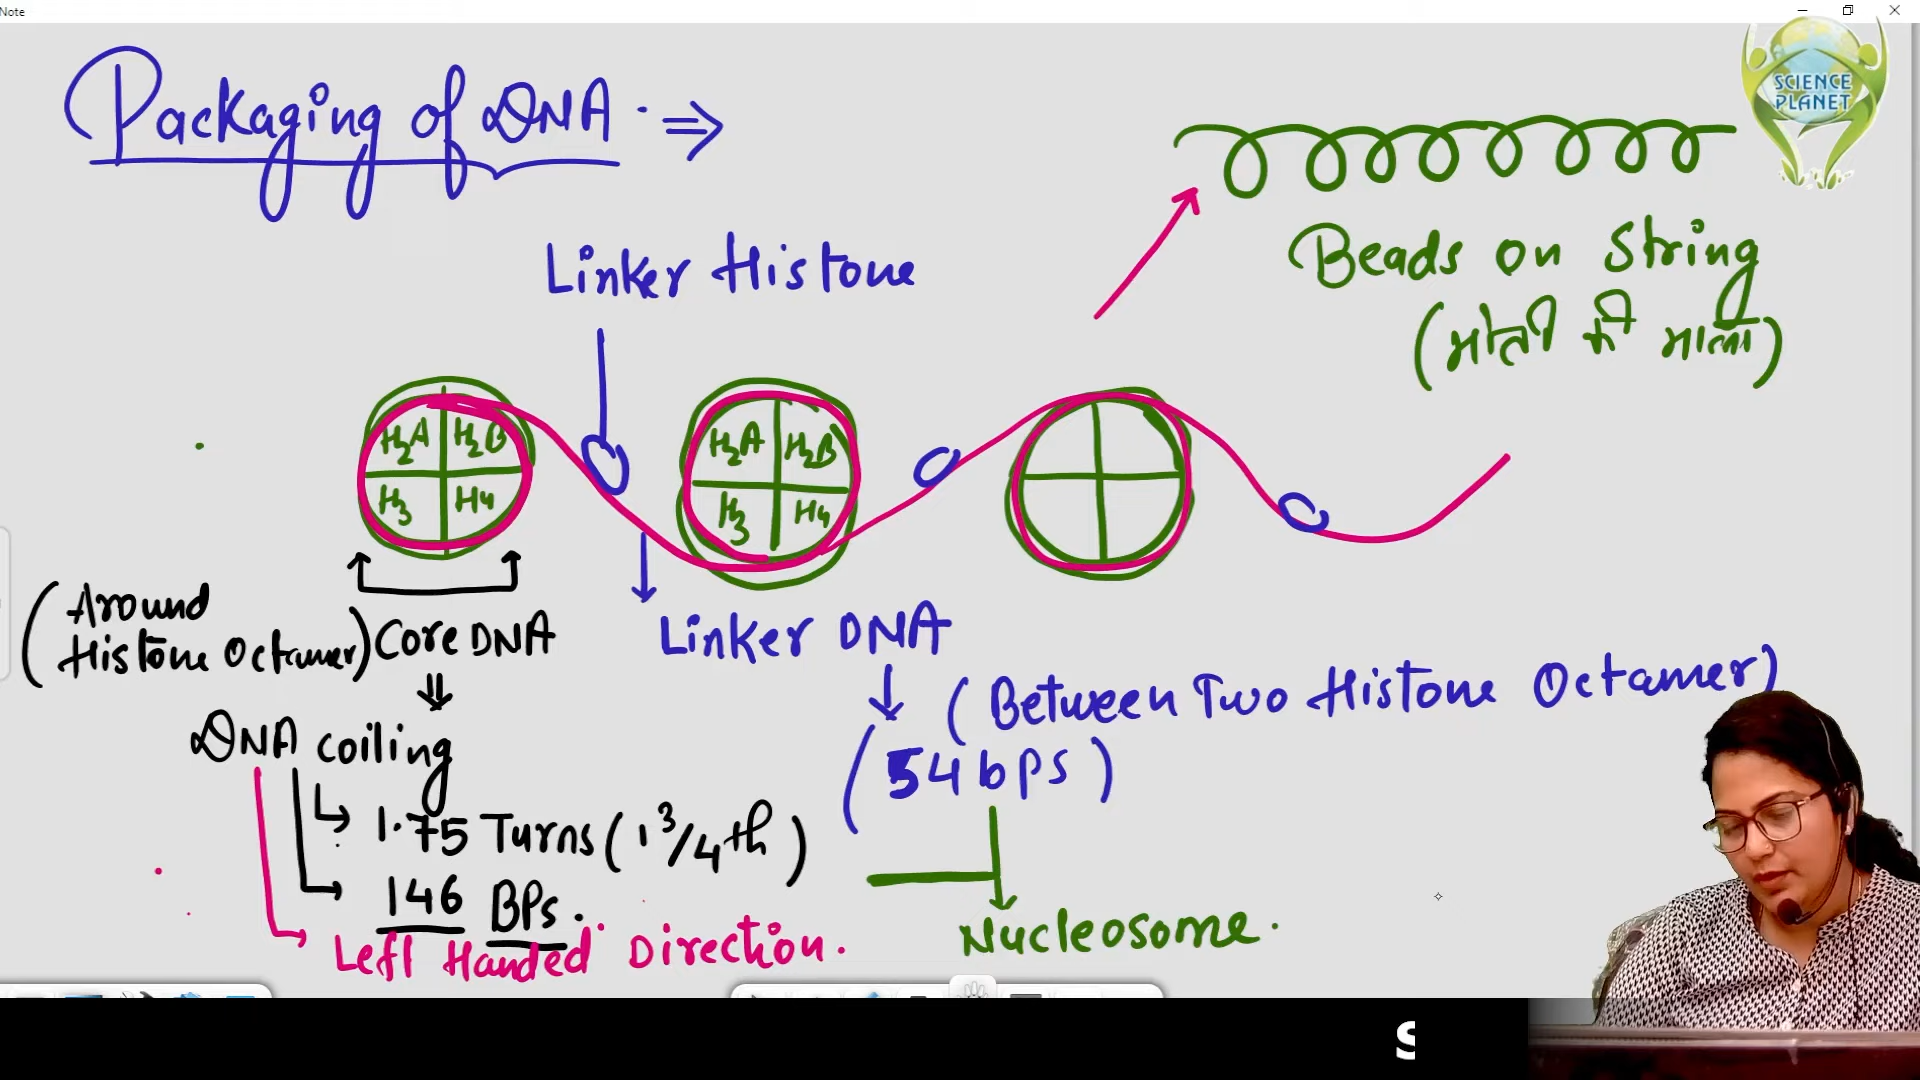 Note
SCIENCE
PLANET
Packaging of DNA ⇒
Beads on String
(मोती की माला)
Linker Histone
H2A H2B
H3 H4
H2A H2B
H3 H4
(Around
Histone Octamer) Core DNA
Linker DNA
(Between Two Histone Octamer)
(54 bps)
DNA coiling
1.75 Turns (1 3/4th)
146 BPs.
Left Handed Direction.
Nucleosome.
S